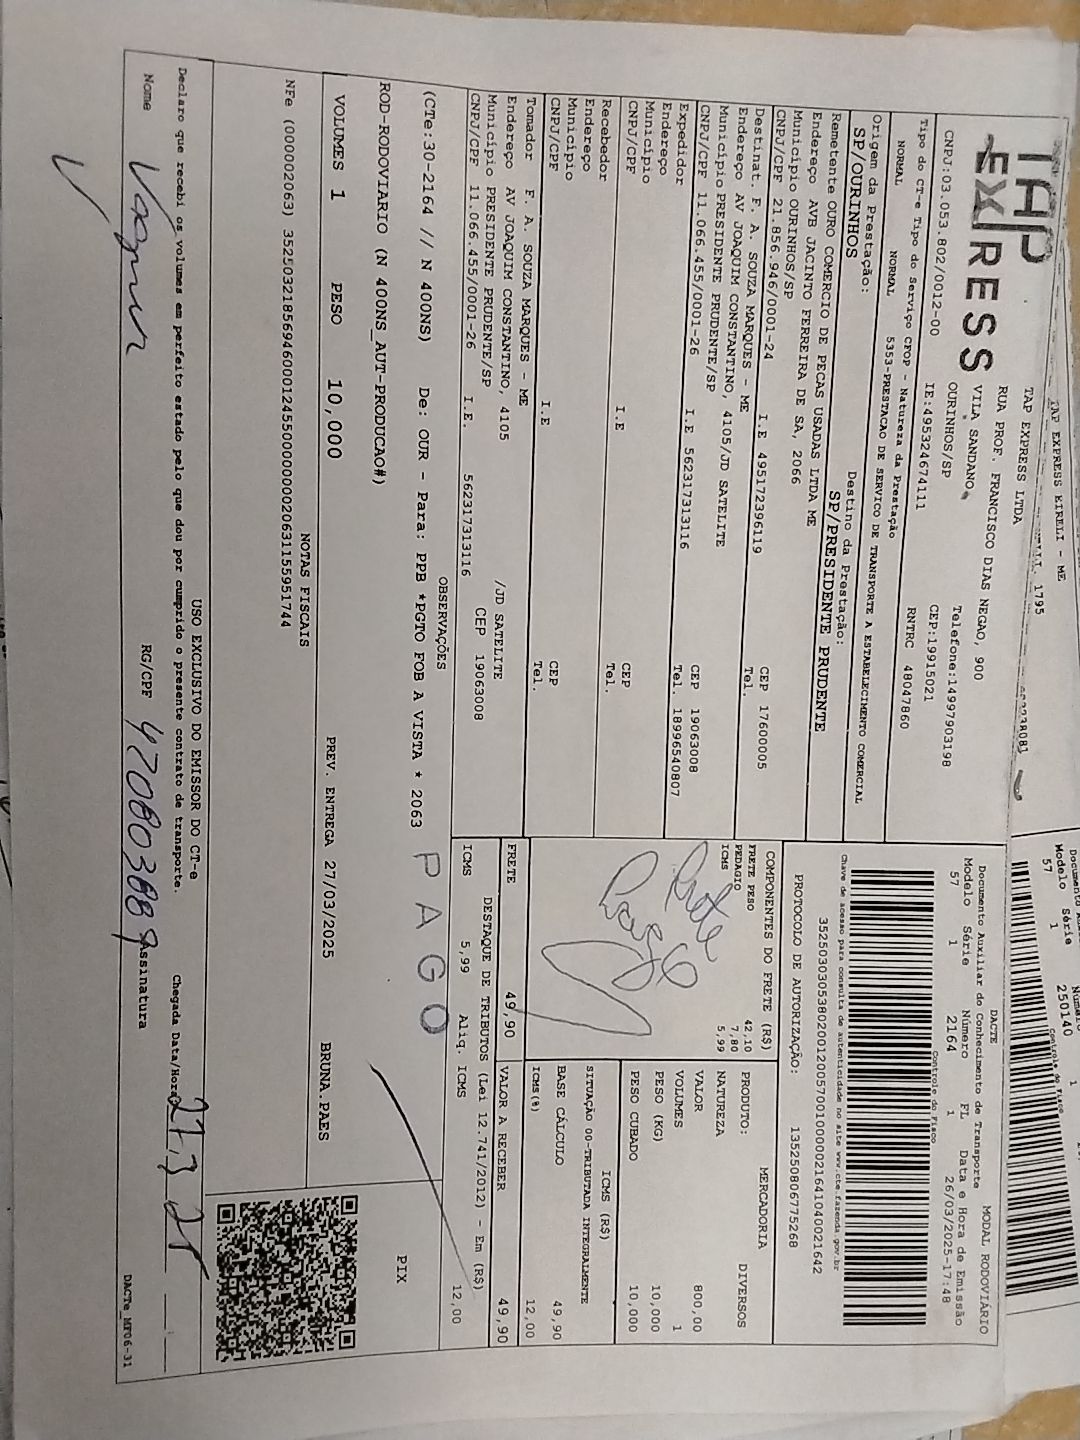 TAP EXPRESS EIRELI - ME
1795
TAP
EXPRESS
TAP EXPRESS LTDA
RUA PROF. FRANCISCO DIAS NEGAO, 900
VILA SANDANO
OURINHOS/SP
Telefone:14997903198
CEP:19915021
CNPJ:03.053.802/0012-00
IE:495324674111
RNTRC 48047860
Tipo do CT-e Tipo do Serviço CFOP - Natureza da Prestação
NORMAL NORMAL 5353-PRESTACAO DE SERVICO DE TRANSPORTE A ESTABELECIMENTO COMERCIAL
Origem da Prestação: Destino da Prestação:
SP/OURINHOS SP/PRESIDENTE PRUDENTE
Remetente OURO COMERCIO DE PECAS USADAS LTDA ME
Endereço AVB JACINTO FERREIRA DE SA, 2066
Município OURINHOS/SP CEP 17600005
CNPJ/CPF 21.856.946/0001-24 I.E 495172396119 Tel.
Destinat. F. A. SOUZA MARQUES - ME
Endereço AV JOAQUIM CONSTANTINO, 4105/JD SATELITE
Município PRESIDENTE PRUDENTE/SP CEP 19063008
CNPJ/CPF 11.066.455/0001-26 I.E 562317313116 Tel. 18996540807
Expedidor
Endereço
Município CEP
CNPJ/CPF I.E Tel.
Recebedor
Endereço
Município CEP
CNPJ/CPF I.E Tel.
Tomador F. A. SOUZA MARQUES - ME
Endereço AV JOAQUIM CONSTANTINO, 4105 /JD SATELITE
Município PRESIDENTE PRUDENTE/SP CEP 19063008
CNPJ/CPF 11.066.455/0001-26 I.E. 562317313116
Modelo Série
57 1 250140 1
Controle do Fisco
DACTE MODAL RODOVIÁRIO
Documento Auxiliar do Conhecimento de Transporte
Modelo Série Número FL Data e Hora de Emissão
57 1 2164 1 26/03/2025-17:48
Controle do Fisco
Chave de acesso para consulta de autenticidade no site www.cte.fazenda.gov.br
35250303053802001200570010000021641040021642
PROTOCOLO DE AUTORIZAÇÃO: 135250806775268
COMPONENTES DO FRETE (R$)
FRETE PESO 42,10
PEDAGIO 7,80
ICMS 5,99
Frete
MERCADORIA
PRODUTO: DIVERSOS
NATUREZA
VALOR 800,00
VOLUMES 1
PESO (KG) 10,000
PESO CUBADO 10,000
ICMS (R$)
SITUAÇÃO 00-TRIBUTADA INTEGRALMENTE
BASE CÁLCULO 49,90
ICMS(%) 12,00
FRETE 49,90 VALOR A RECEBER 49,90
DESTAQUE DE TRIBUTOS (Lei 12.741/2012) - Em (R$)
ICMS 5,99 Aliq. ICMS 12,00
OBSERVAÇÕES
(CTe:30-2164 // N 400NS) De: OUR - Para: PPB *PGTO FOB A VISTA * 2063
PAGO
ROD-RODOVIARIO (N 400NS_AUT-PRODUCAO#)
PIX
VOLUMES 1 PESO 10,000 PREV. ENTREGA 27/03/2025 BRUNA.PAES
NOTAS FISCAIS
NFe (000002063) 35250321856946000124550000000020631155951744
USO EXCLUSIVO DO EMISSOR DO CT-e
Declaro que recebi os volumes em perfeito estado pelo que dou por cumprido o presente contrato de transporte. Chegada Data/Hora
Nome RG/CPF 47080388 Assinatura
DACTe_MF06-31